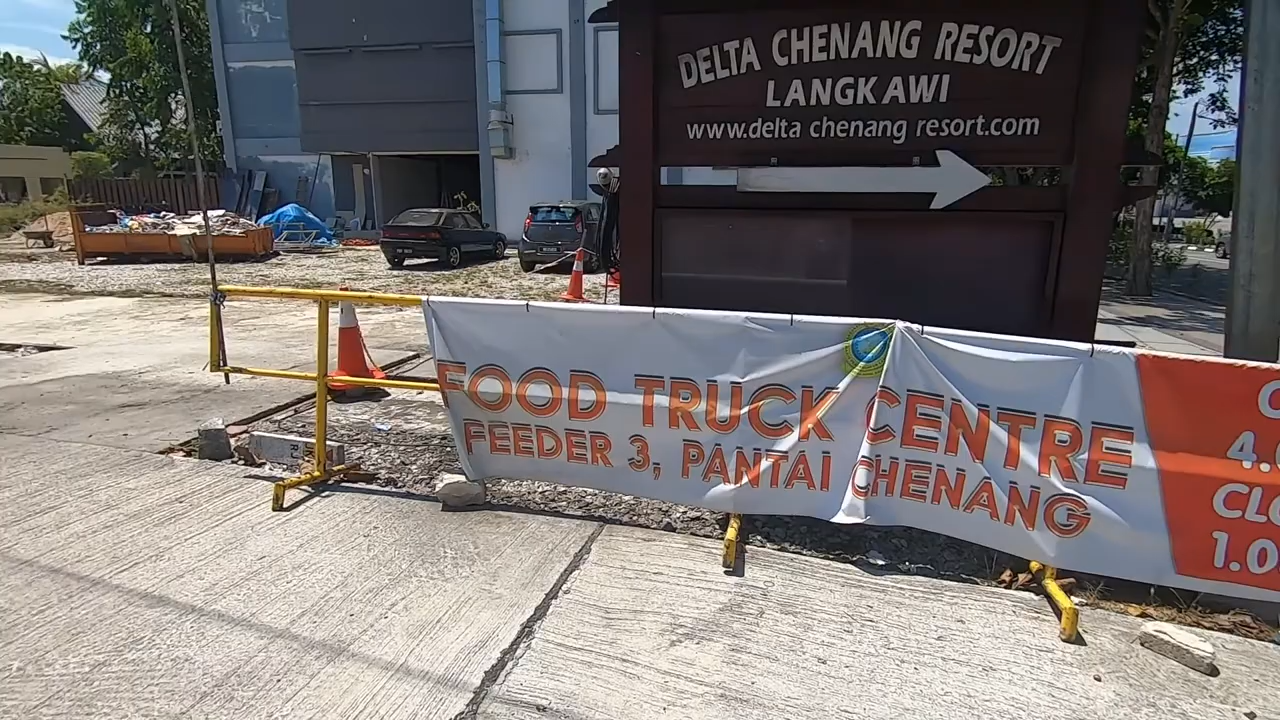 DELTA CHENANG RESORT
LANGKAWI
www.delta chenang resort.com
FOOD TRUCK CENTRE
FEEDER 3, PANTAI CHENANG